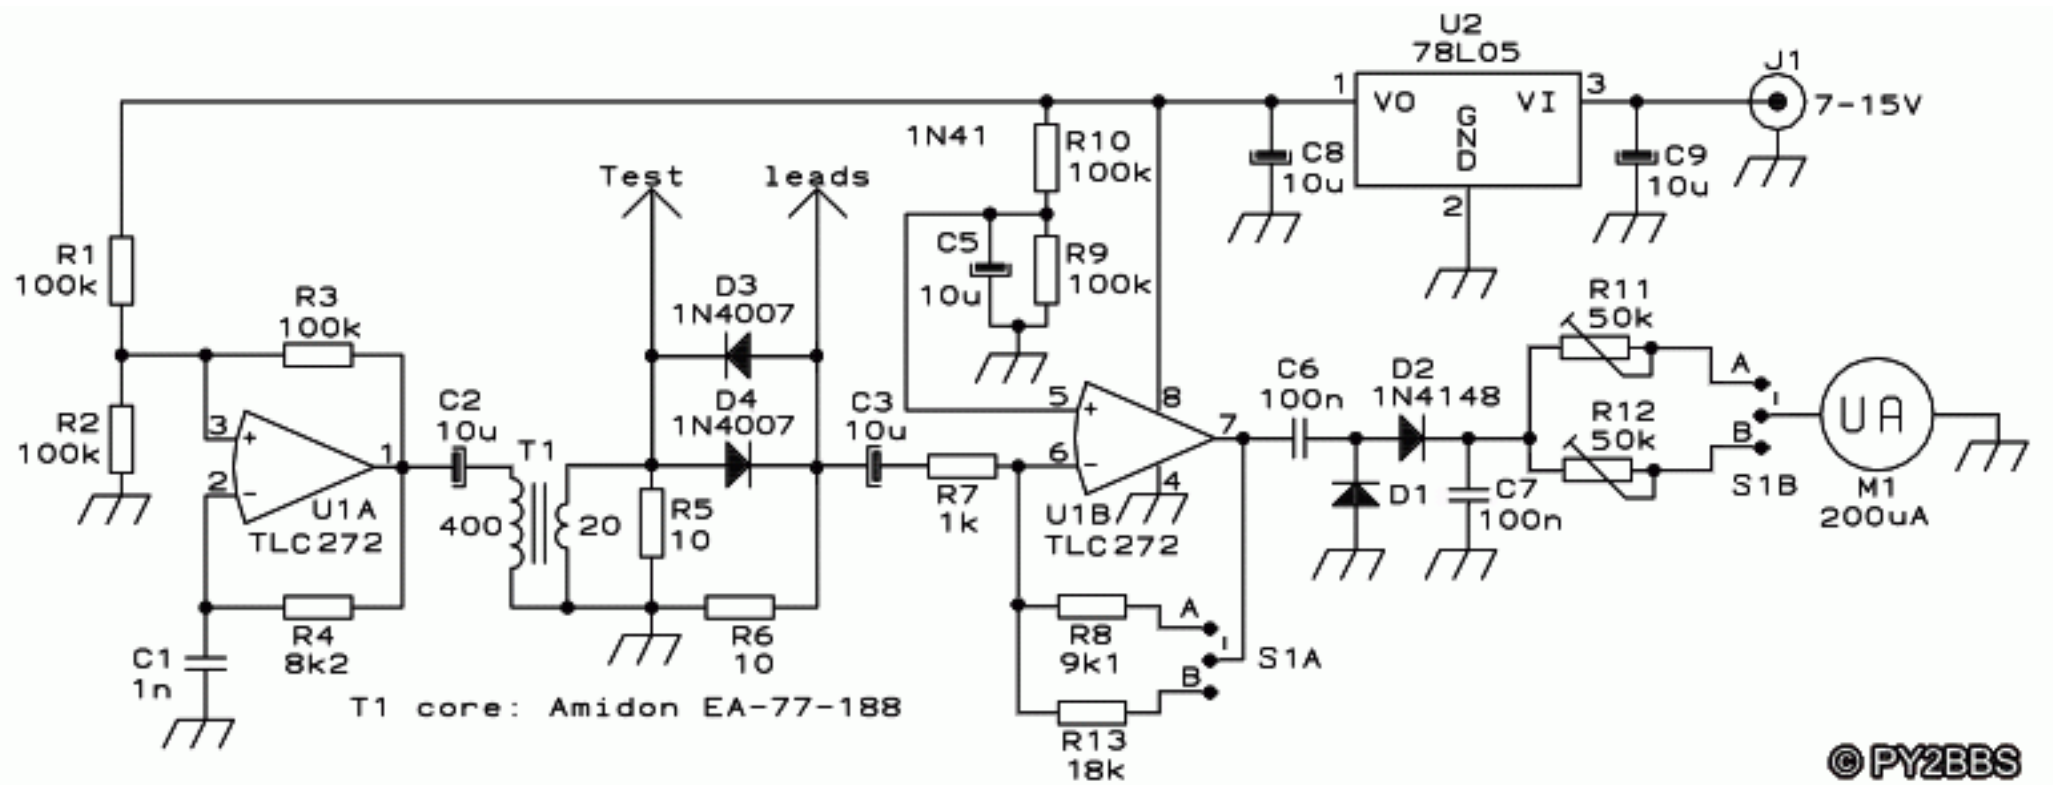 U2
78L05
1
3
VO
VI
GND
2
J1
7-15V
1N41
R10
100k
C8
10u
C9
10u
Test
leads
C5
10u
R9
100k
R1
100k
R3
100k
D3
1N4007
R11
50k
A
R2
100k
3
+
2
-
1
U1A
TLC272
C2
10u
T1
400
20
D4
1N4007
R5
10
C3
10u
R7
1k
5
+
6
-
8
7
4
U1B
TLC272
C6
100n
D2
1N4148
D1
C7
100n
R12
50k
B
S1B
UA
M1
200uA
C1
1n
R4
8k2
R6
10
R8
9k1
A
B
S1A
R13
18k
T1 core: Amidon EA-77-188
© PY2BBS